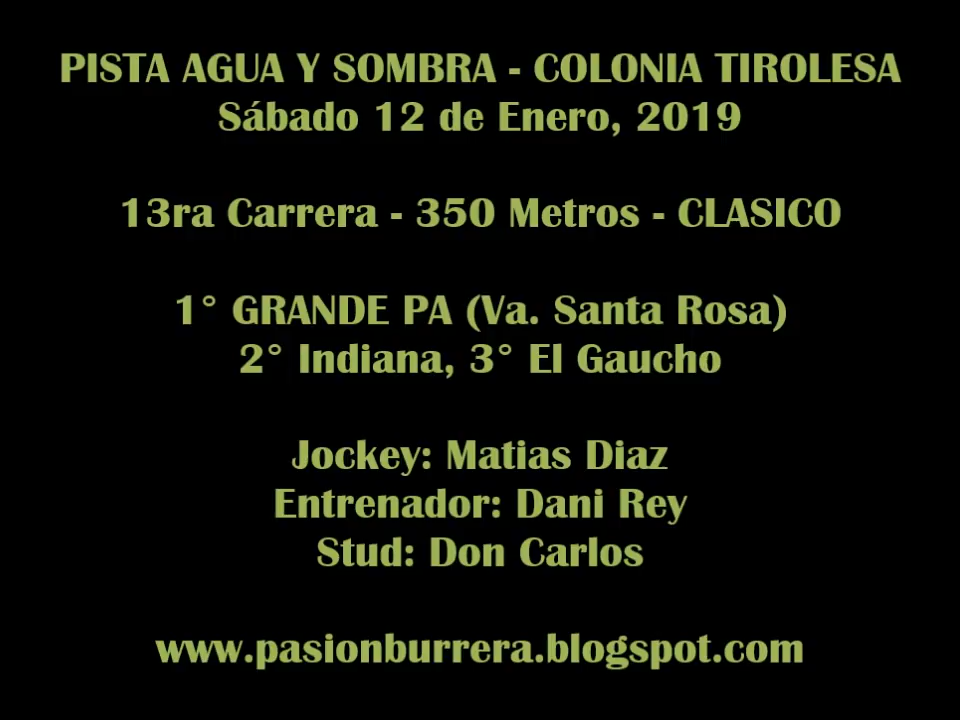 PISTA AGUA Y SOMBRA - COLONIA TIROLESA
Sábado 12 de Enero, 2019
13ra Carrera - 350 Metros - CLASICO
1° GRANDE PA (Va. Santa Rosa)
2° Indiana, 3° El Gaucho
Jockey: Matias Diaz
Entrenador: Dani Rey
Stud: Don Carlos
www.pasionburrera.blogspot.com